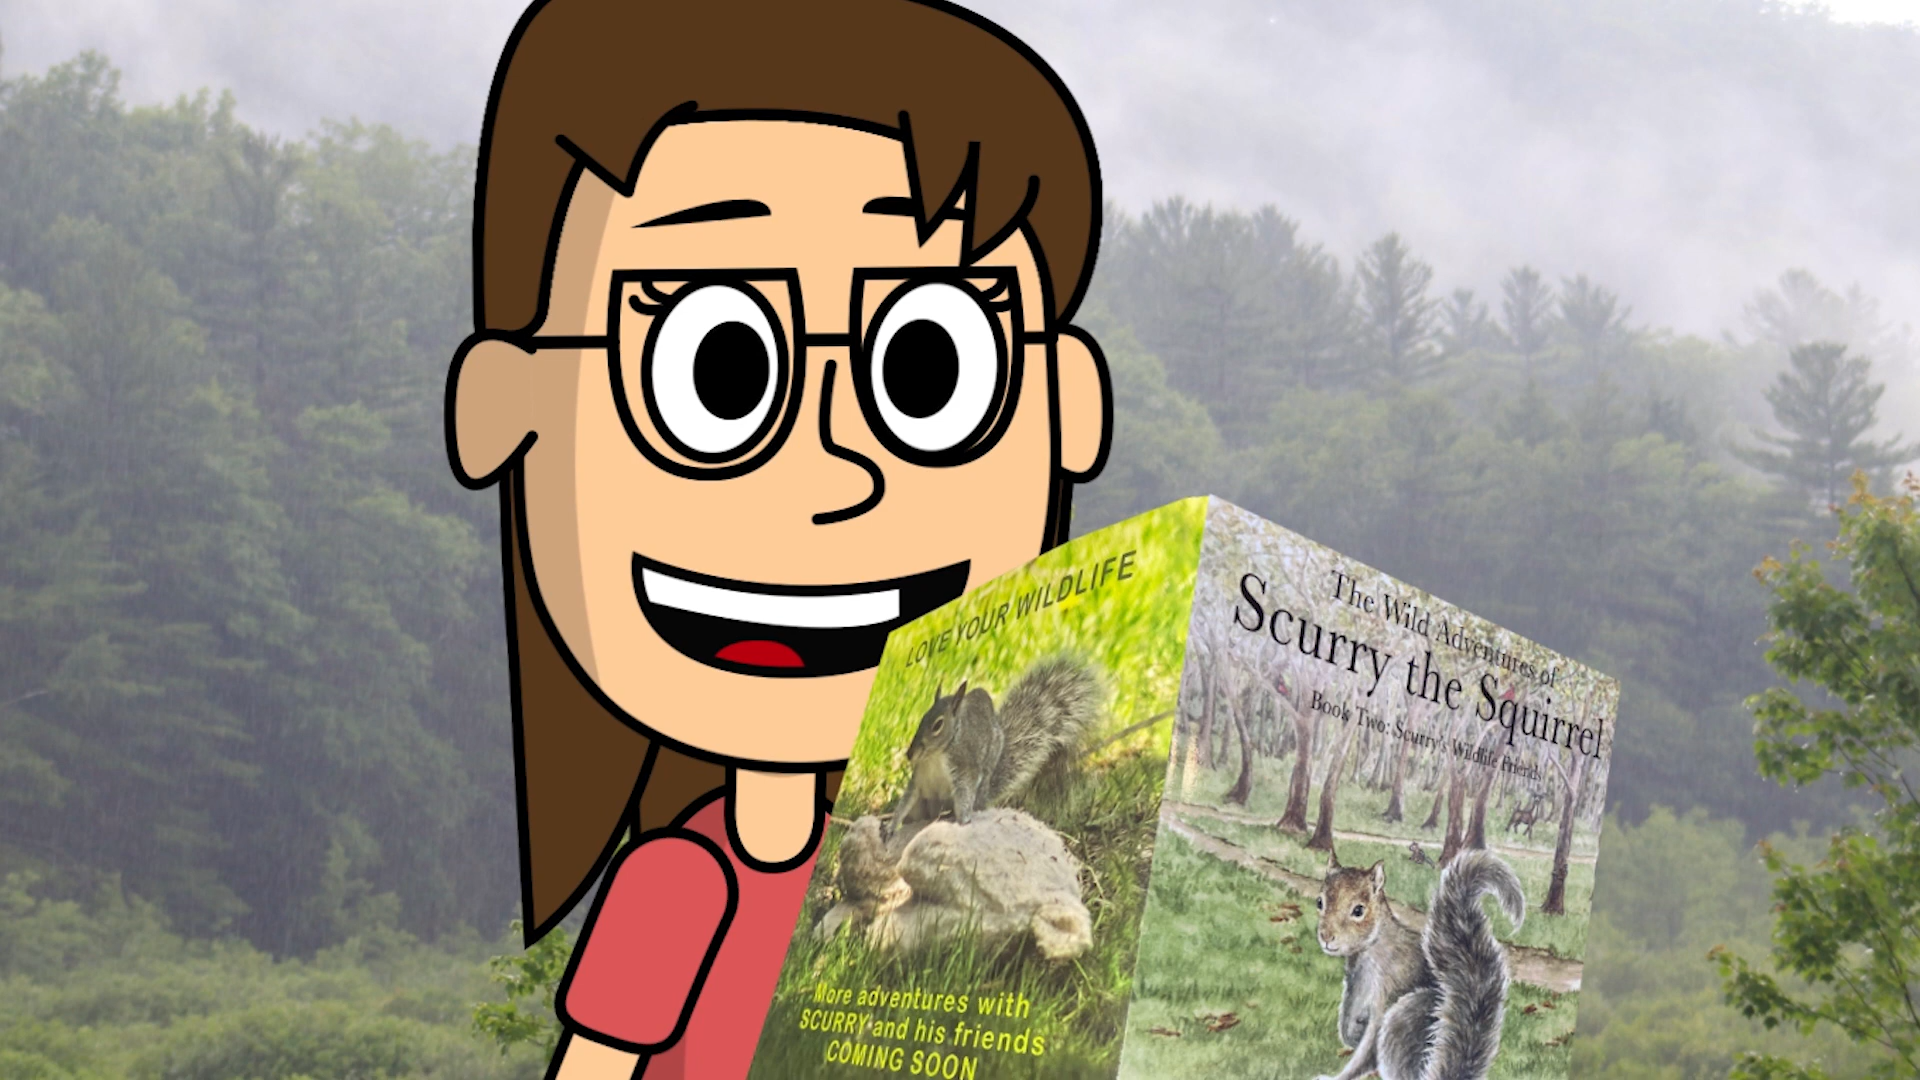 LOVE YOUR WILDLIFE
More adventures with
SCURRY and his friends
COMING SOON
The Wild Adventures of
Scurry the Squirrel
Book Two: Scurry's Wildlife Friends